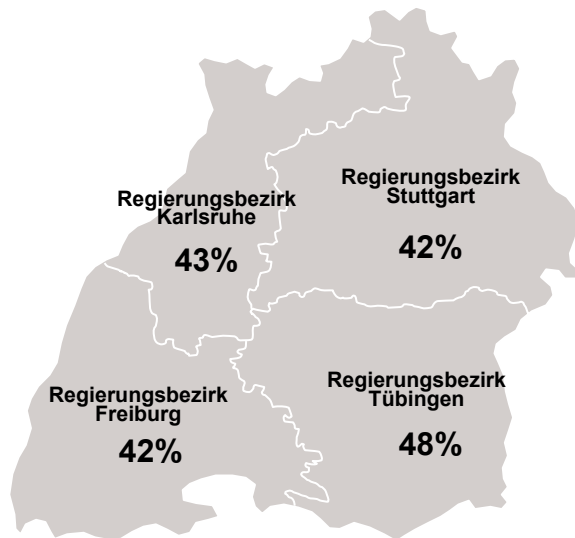 Regierungsbezirk
Karlsruhe
43%
Regierungsbezirk
Stuttgart
42%
Regierungsbezirk
Freiburg
42%
Regierungsbezirk
Tübingen
48%